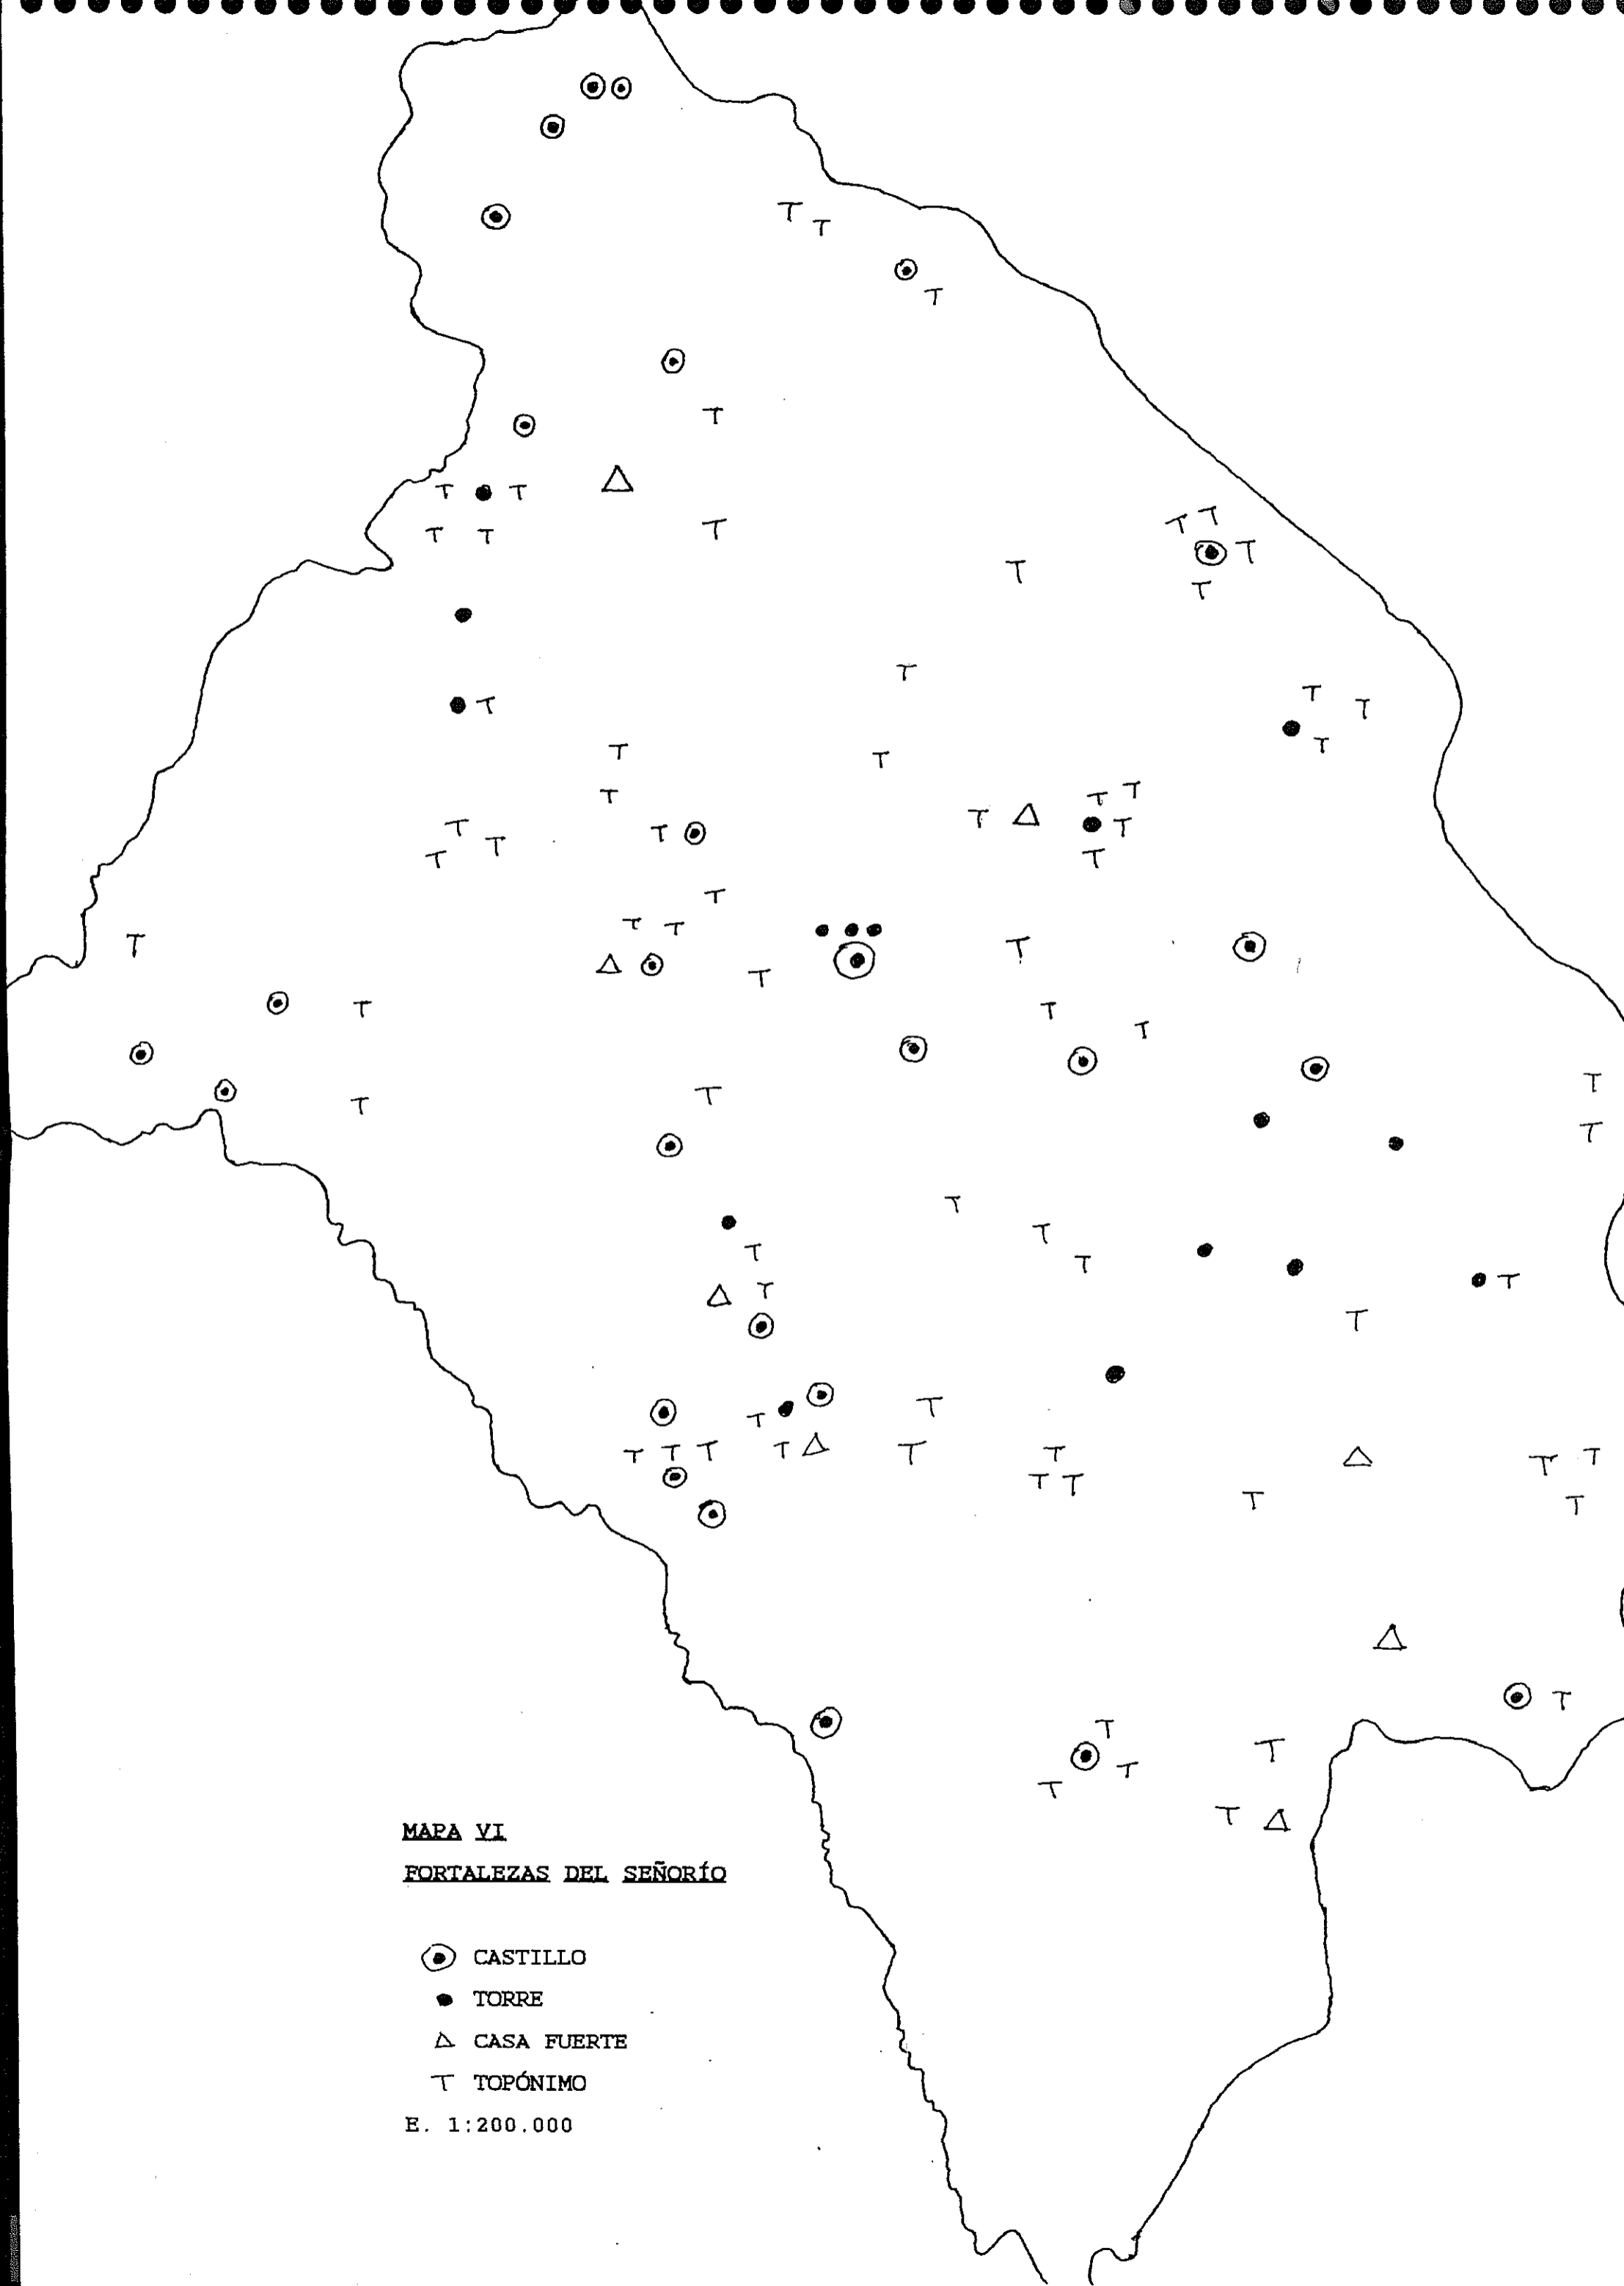 MAPA VI
FORTALEZAS DEL SEÑORÍO
CASTILLO
TORRE
CASA FUERTE
T TOPÓNIMO
E. 1:200.000